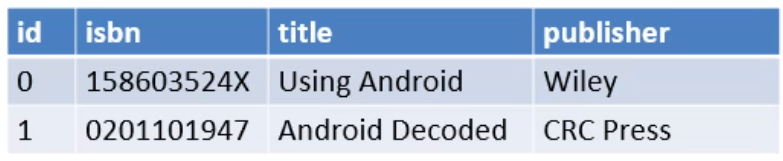 id isbn title publisher
0 158603524X Using Android Wiley
1 0201101947 Android Decoded CRC Press